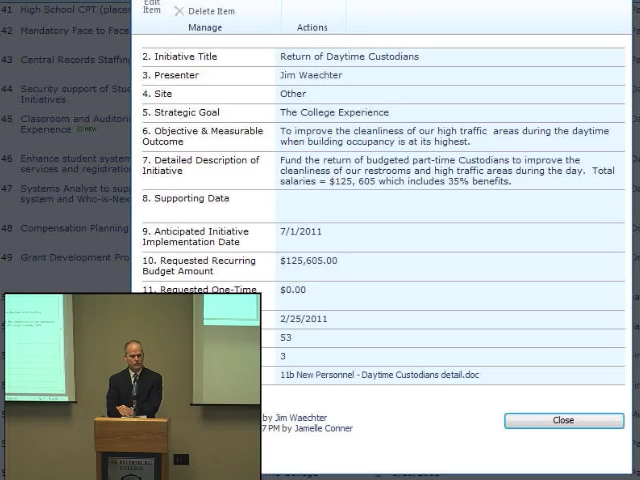 Edit
Item
Delete Item
Manage
Actions
41 High School CPT (place
42 Mandatory Face to Face
43 Central Records Staffing
44 Security support of Stud
Initiatives
45 Classroom and Auditori
Experience NEW
46 Enhance student system
services and registration
47 Systems Analyst to supp
system and Who-is-Nex
48 Compensation Planning
49 Grant Development Pro
2. Initiative Title Return of Daytime Custodians
3. Presenter Jim Waechter
4. Site Other
5. Strategic Goal The College Experience
6. Objective & Measurable
Outcome
To improve the cleanliness of our high traffic areas during the daytime
when building occupancy is at its highest.
7. Detailed Description of
Initiative
Fund the return of budgeted part-time Custodians to improve the
cleanliness of our restrooms and high traffic areas during the day. Total
salaries = $125, 605 which includes 35% benefits.
8. Supporting Data
9. Anticipated Initiative
Implementation Date
7/1/2011
10. Requested Recurring
Budget Amount
$125,605.00
11. Requested One-Time
$0.00
2/25/2011
53
3
11b New Personnel - Daytime Custodians detail.doc
by Jim Waechter
7 PM by Jamelle Conner
Close
ST. PETERSBURG
COLLEGE